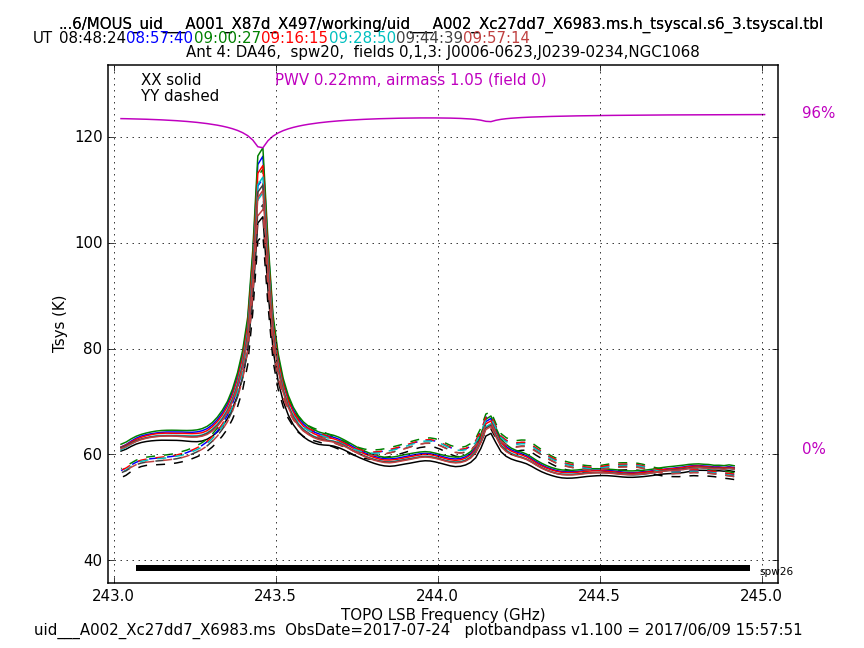 ...6/MOUS_uid___A001_X87d_X497/working/uid___A002_Xc27dd7_X6983.ms.h_tsyscal.s6_3.tsyscal.tbl
UT 08:48:24 08:57:40 09:00:27 09:16:15 09:28:50 09:44:39 09:57:14
Ant 4: DA46,  spw20,  fields 0,1,3: J0006-0623,J0239-0234,NGC1068
XX solid
PWV 0.22mm, airmass 1.05 (field 0)
YY dashed
96%
120
100
Tsys (K)
80
60
0%
40
spw26
243.0 243.5 244.0 244.5 245.0
TOPO LSB Frequency (GHz)
uid___A002_Xc27dd7_X6983.ms  ObsDate=2017-07-24   plotbandpass v1.100 = 2017/06/09 15:57:51